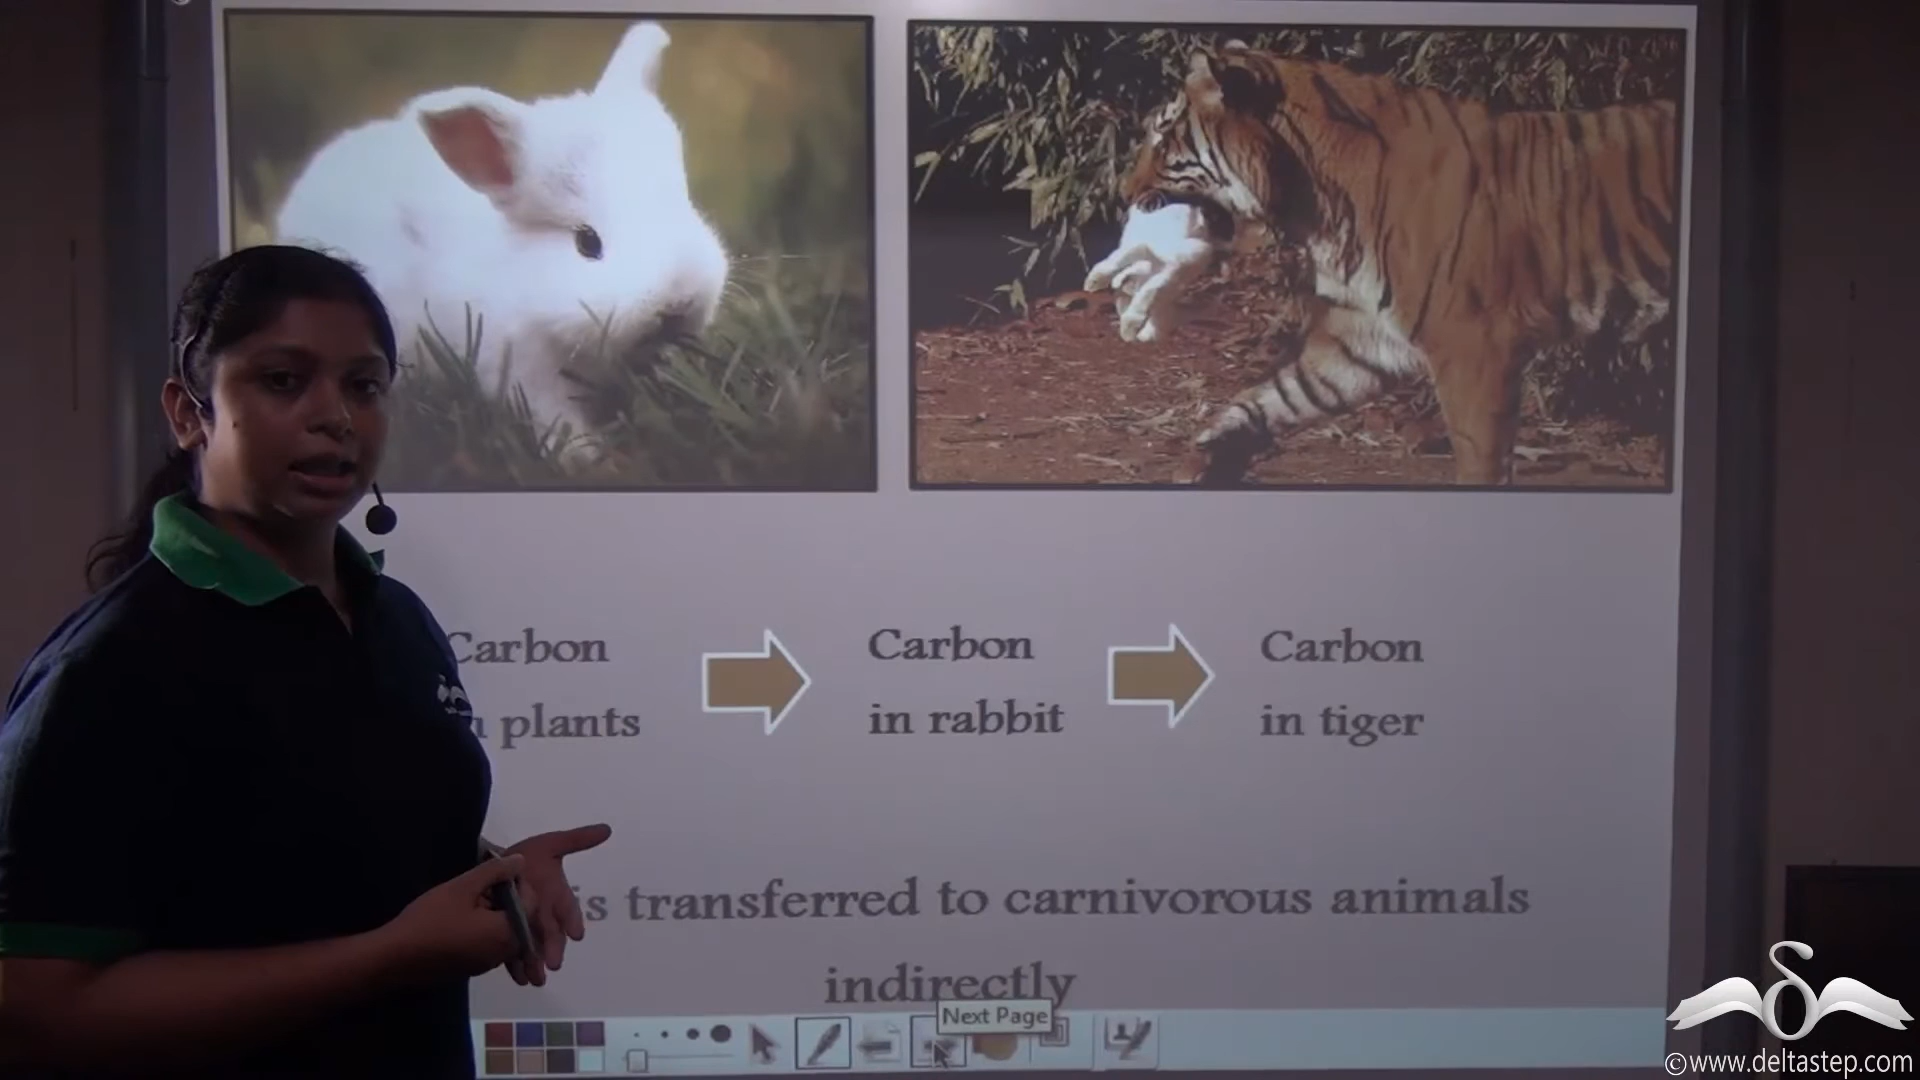 Carbon
plants
Carbon
in rabbit
Carbon
in tiger
is transferred to carnivorous animals
indirectly
Next Page
©www.deltastep.com